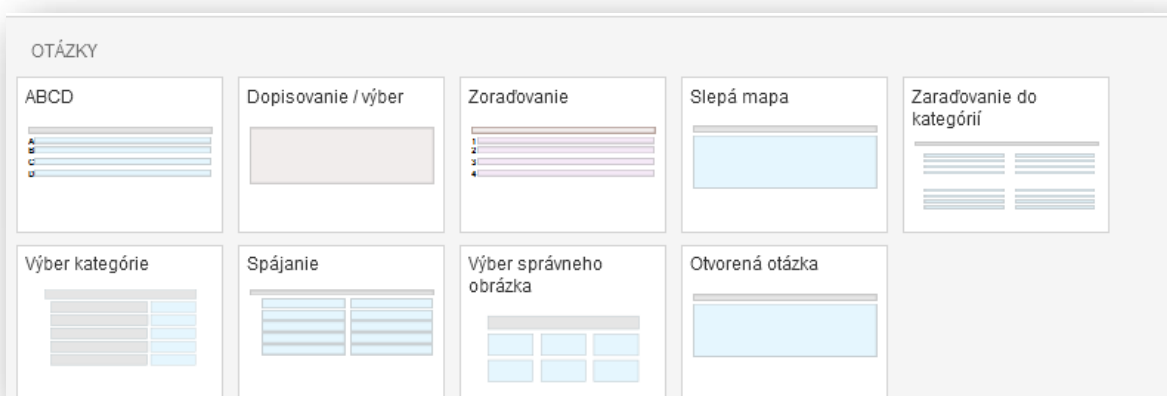 OTÁZKY
ABCD
A
B
C
D
Dopisovanie / výber
Zoraďovanie
1
2
3
4
Slepá mapa
Zaraďovanie do
kategórií
Výber kategórie
Spájanie
Výber správneho
obrázka
Otvorená otázka